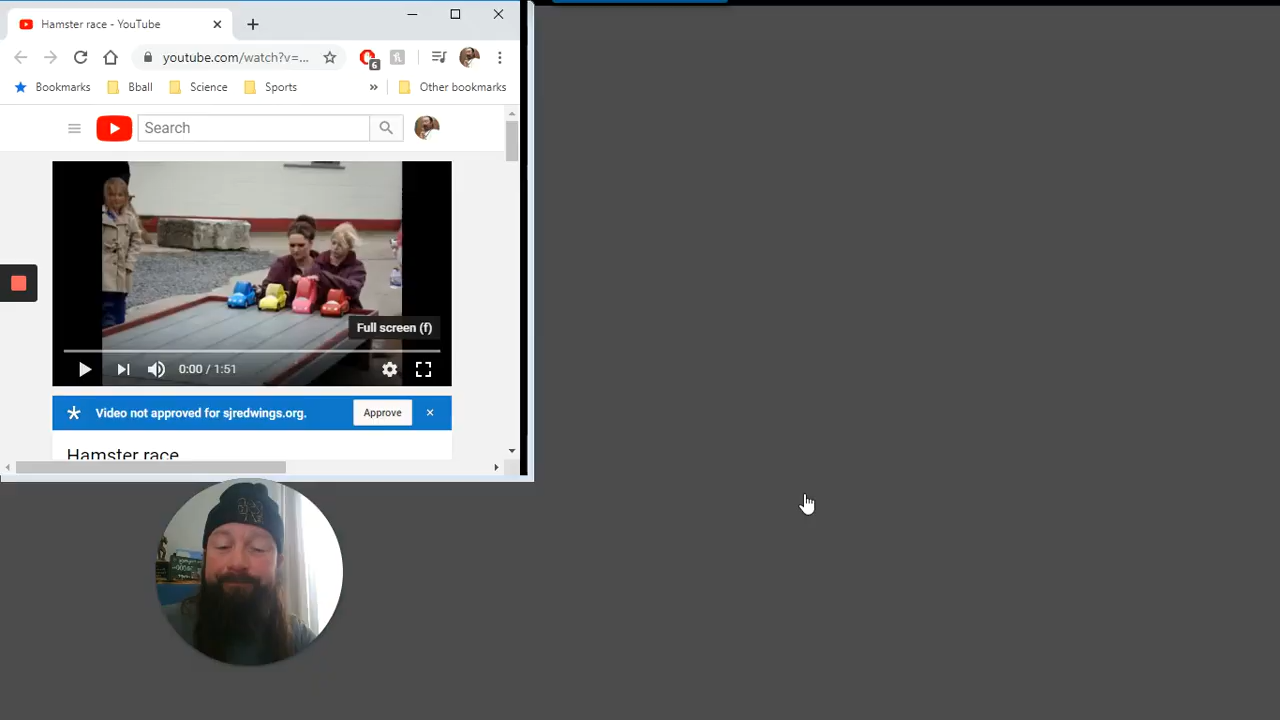 Hamster race - YouTube
youtube.com/watch?v=...
6
Bookmarks Bball Science Sports » Other bookmarks
Search
Full screen (f)
0:00 / 1:51
Video not approved for sjredwings.org. Approve
Hamster race